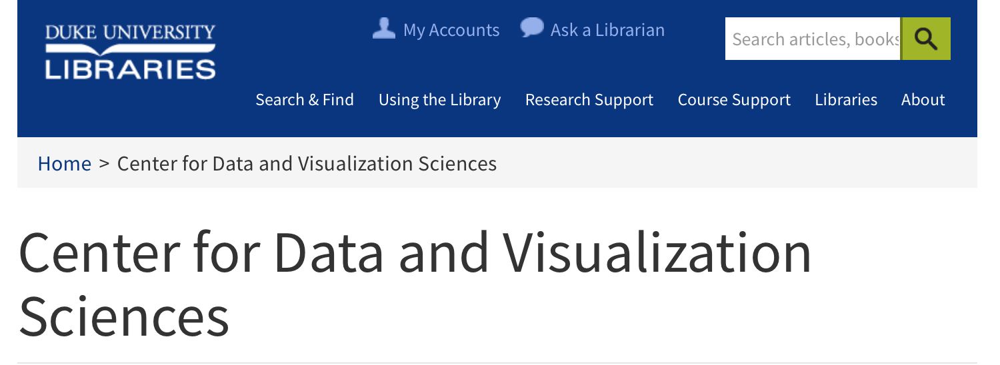 DUKE UNIVERSITY
LIBRARIES
My Accounts Ask a Librarian
Search articles, books
Search & Find Using the Library Research Support Course Support Libraries About
Home > Center for Data and Visualization Sciences
Center for Data and Visualization
Sciences